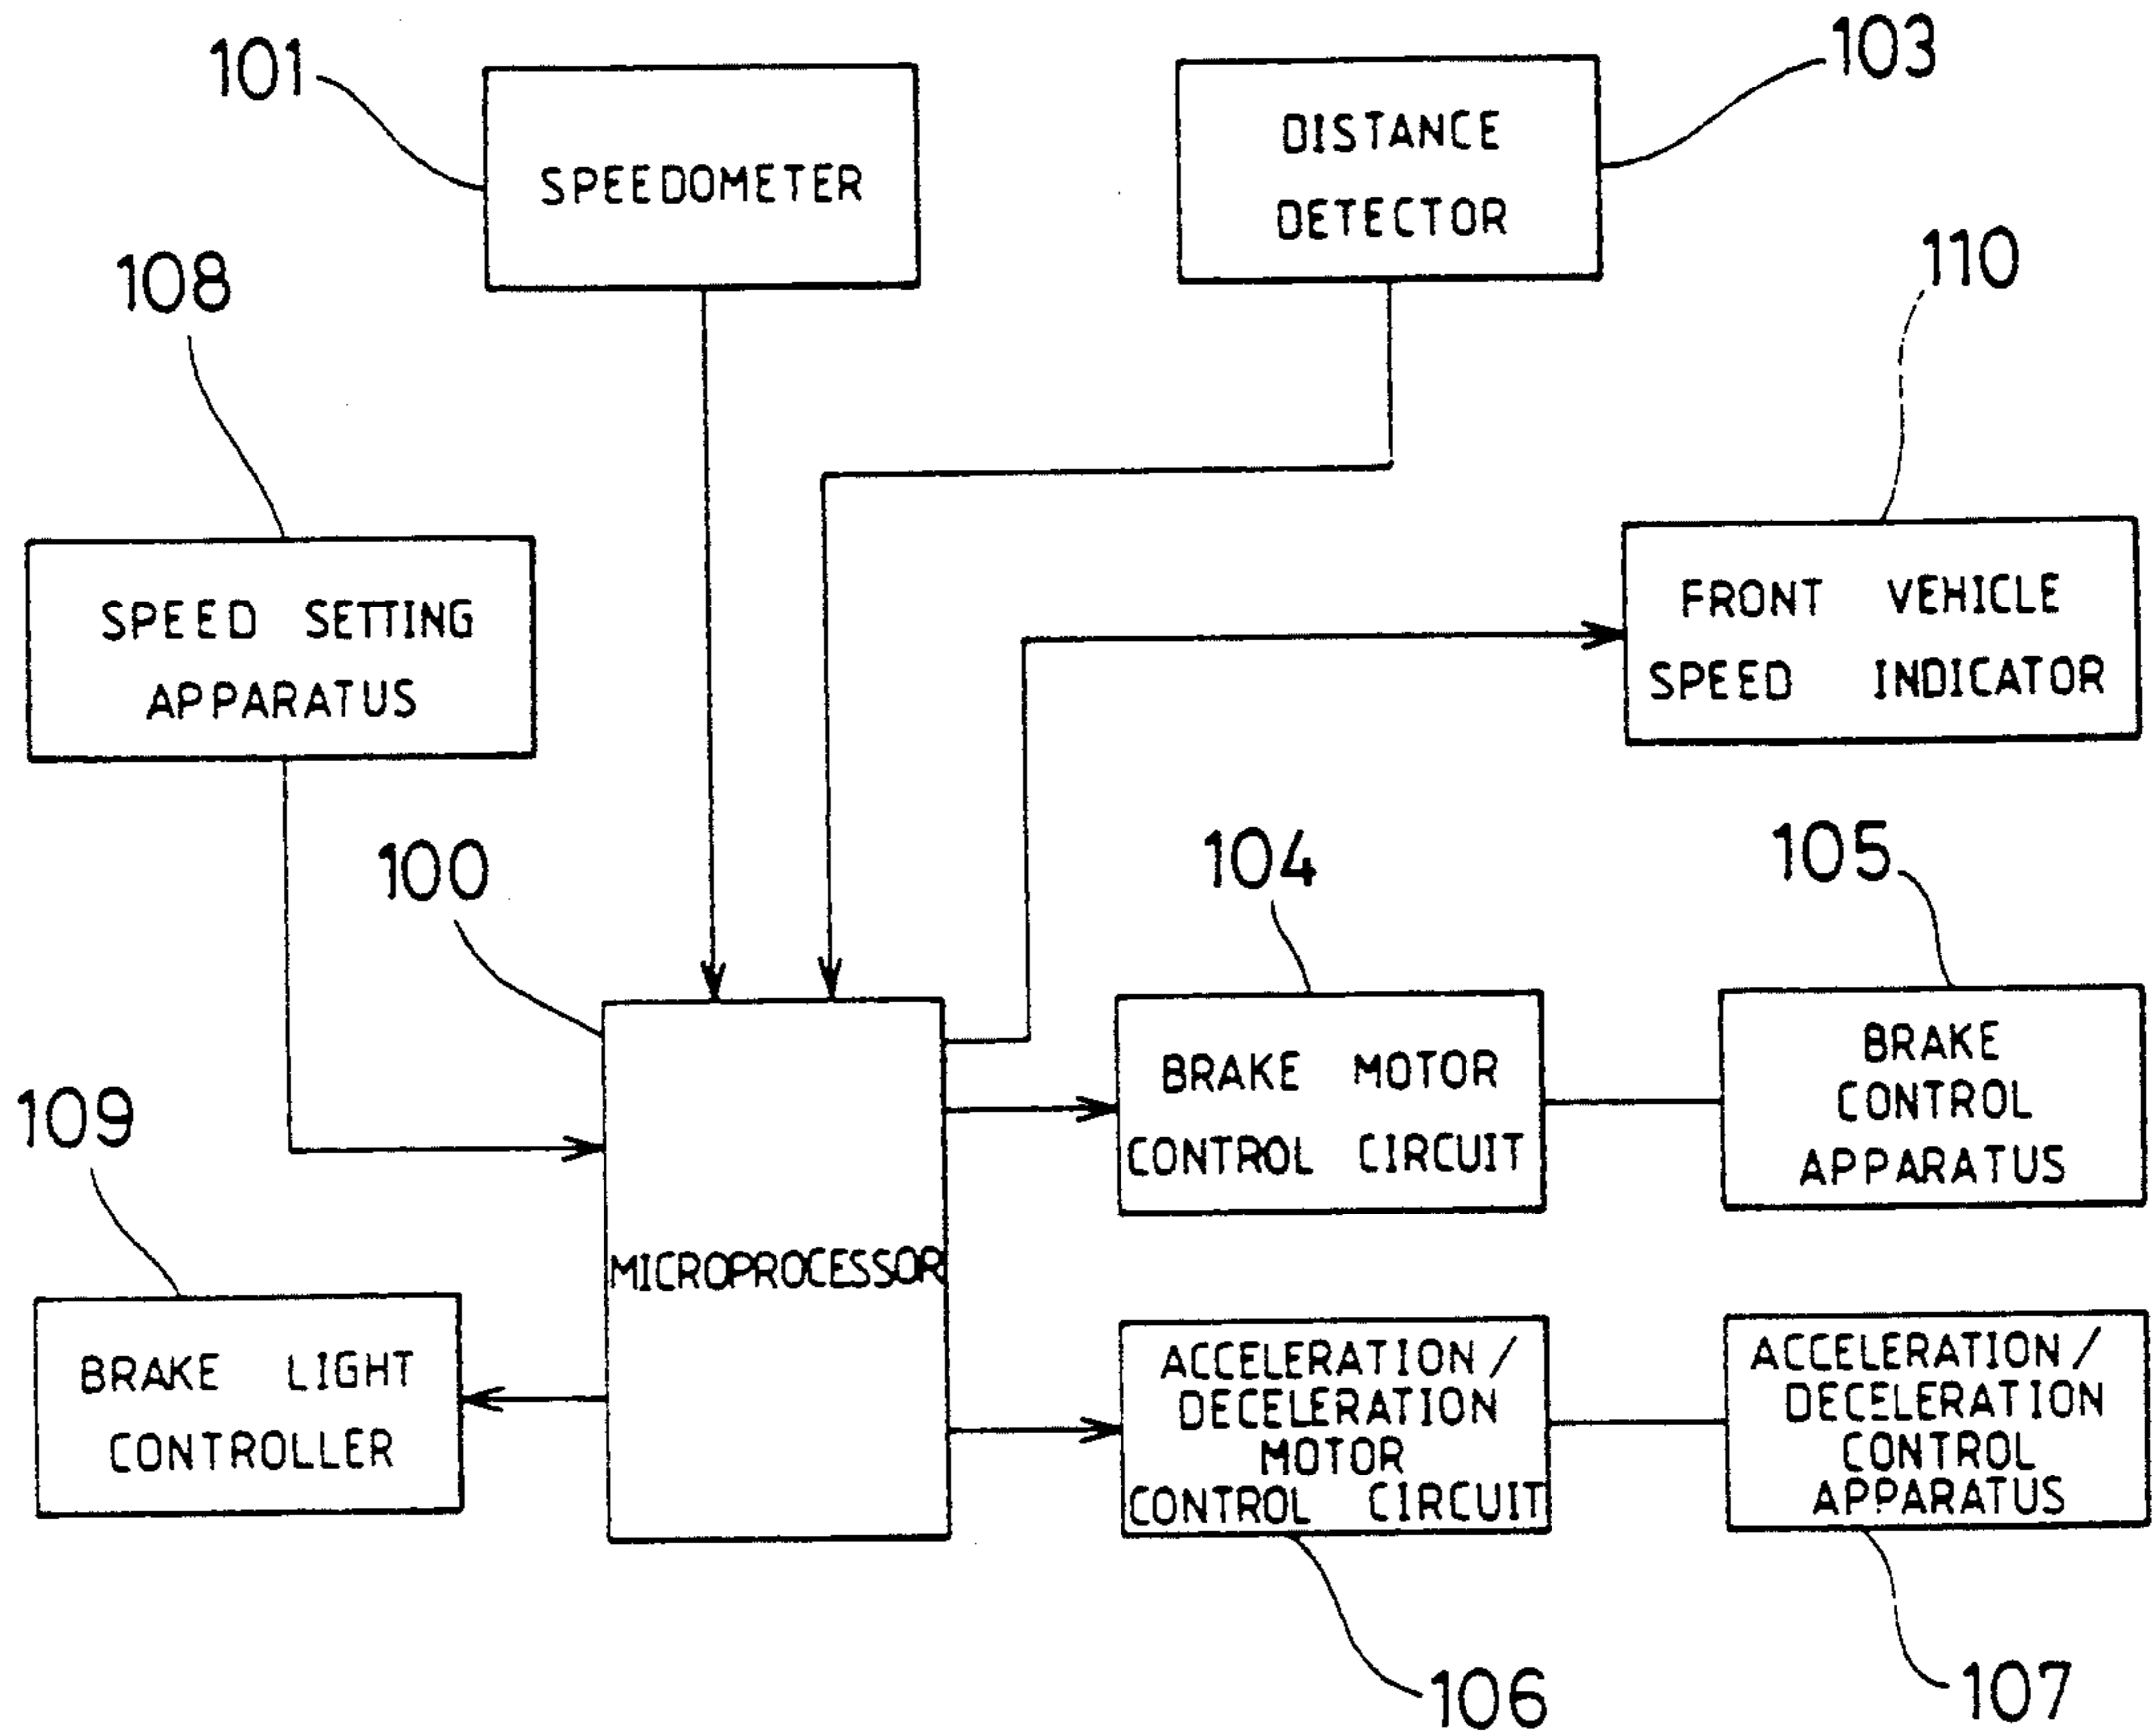 101
SPEEDOMETER
103
DISTANCE
DETECTOR
108
SPEED SETTING
APPARATUS
110
FRONT VEHICLE
SPEED INDICATOR
100
MICROPROCESSOR
104
BRAKE MOTOR
CONTROL CIRCUIT
105
BRAKE
CONTROL
APPARATUS
109
BRAKE LIGHT
CONTROLLER
ACCELERATION/
DECELERATION
MOTOR
CONTROL CIRCUIT
106
ACCELERATION/
DECELERATION
CONTROL
APPARATUS
107